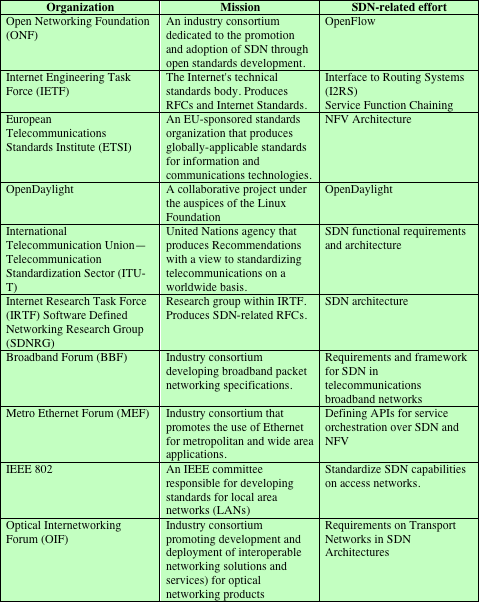 Organization Mission SDN-related effort
Open Networking Foundation
(ONF)
An industry consortium
dedicated to the promotion
and adoption of SDN through
open standards development.
OpenFlow
Internet Engineering Task
Force (IETF)
The Internet's technical
standards body. Produces
RFCs and Internet Standards.
Interface to Routing Systems
(I2RS)
Service Function Chaining
European
Telecommunications
Standards Institute (ETSI)
An EU-sponsored standards
organization that produces
globally-applicable standards
for information and
communications technologies.
NFV Architecture
OpenDaylight
A collaborative project under
the auspices of the Linux
Foundation
OpenDaylight
International
Telecommunication Union—
Telecommunication
Standardization Sector (ITU-
T)
United Nations agency that
produces Recommendations
with a view to standardizing
telecommunications on a
worldwide basis.
SDN functional requirements
and architecture
Internet Research Task Force
(IRTF) Software Defined
Networking Research Group
(SDNRG)
Research group within IRTF.
Produces SDN-related RFCs.
SDN architecture
Broadband Forum (BBF)
Industry consortium
developing broadband packet
networking specifications.
Requirements and framework
for SDN in
telecommunications
broadband networks
Metro Ethernet Forum (MEF)
Industry consortium that
promotes the use of Ethernet
for metropolitan and wide area
applications.
Defining APIs for service
orchestration over SDN and
NFV
IEEE 802
An IEEE committee
responsible for developing
standards for local area
networks (LANs)
Standardize SDN capabilities
on access networks.
Optical Internetworking
Forum (OIF)
Industry consortium
promoting development and
deployment of interoperable
networking solutions and
services) for optical
networking products
Requirements on Transport
Networks in SDN
Architectures